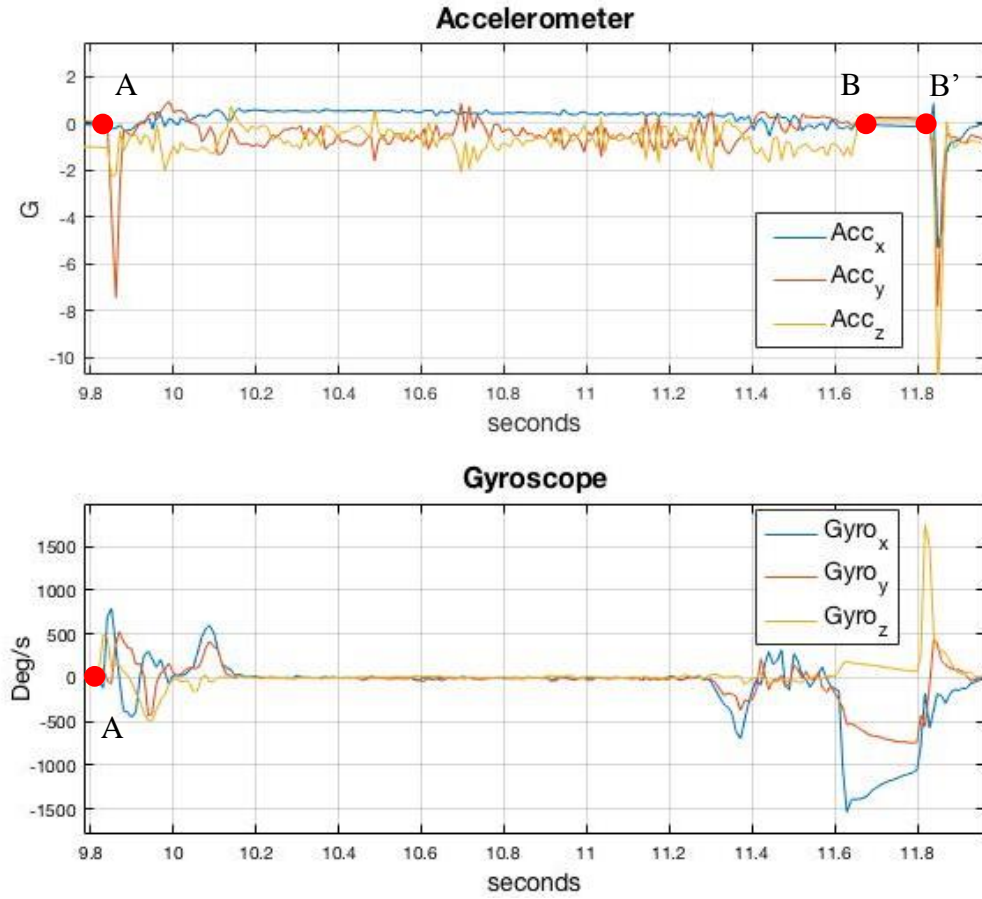 Accelerometer
2
0
-2
-4
-6
-8
-10
G
A
B
B’
Acc_x
Acc_y
Acc_z
9.8 10 10.2 10.4 10.6 10.8 11 11.2 11.4 11.6 11.8
seconds
Gyroscope
1500
1000
500
0
-500
-1000
-1500
Deg/s
A
Gyro_x
Gyro_y
Gyro_z
9.8 10 10.2 10.4 10.6 10.8 11 11.2 11.4 11.6 11.8
seconds